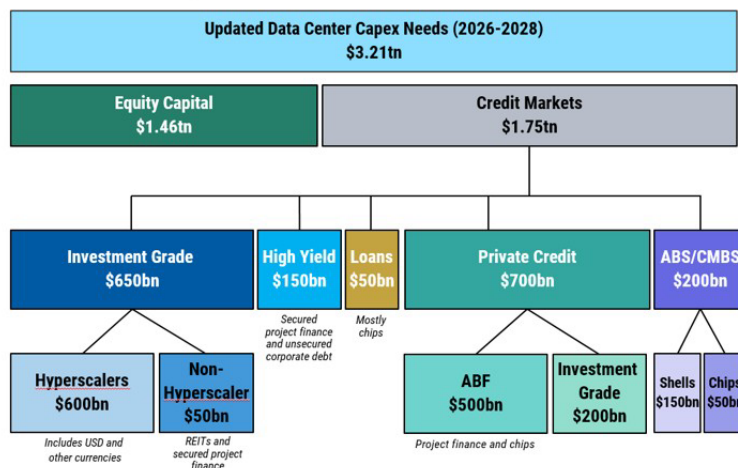 Updated Data Center Capex Needs (2026-2028)
$3.21tn
Equity Capital
$1.46tn
Credit Markets
$1.75tn
Investment Grade
$650bn
High Yield
$150bn
Loans
$50bn
Private Credit
$700bn
ABS/CMBS
$200bn
Secured
project finance
and unsecured
corporate debt
Mostly
chips
Hyperscalers
$600bn
Non-
Hyperscaler
$50bn
ABF
$500bn
Investment
Grade
$200bn
Shells
$150bn
Chips
$50bn
Includes USD and
other currencies
REITs and
secured project
finance
Project finance and chips